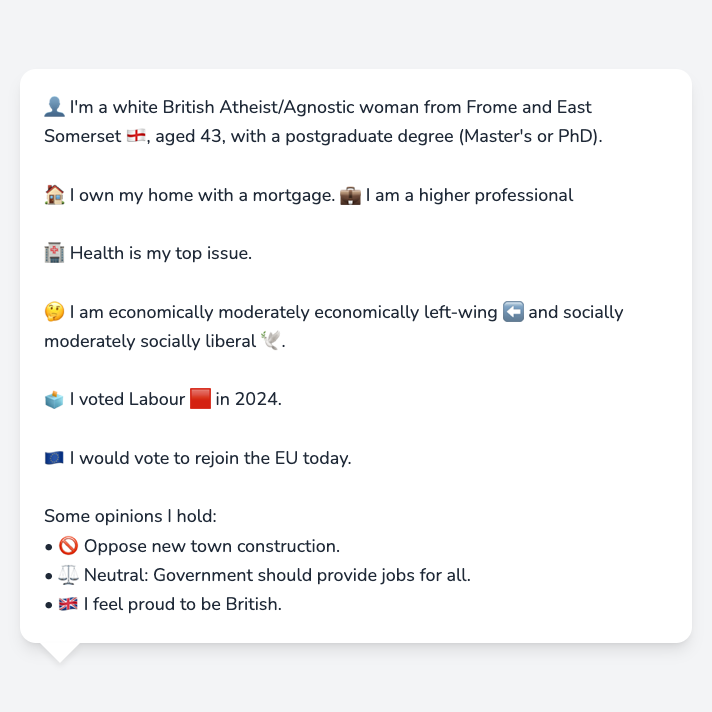 👤 I'm a white British Atheist/Agnostic woman from Frome and East
Somerset 🏴󠁧󠁢󠁥󠁮󠁧󠁿, aged 43, with a postgraduate degree (Master's or PhD).
🏠 I own my home with a mortgage. 💼 I am a higher professional
🏥 Health is my top issue.
🤔 I am economically moderately economically left-wing ⬅️ and socially
moderately socially liberal 🕊️.
🗳️ I voted Labour 🟥 in 2024.
🇪🇺 I would vote to rejoin the EU today.
Some opinions I hold:
• 🚫 Oppose new town construction.
• ⚖️ Neutral: Government should provide jobs for all.
• 🇬🇧 I feel proud to be British.